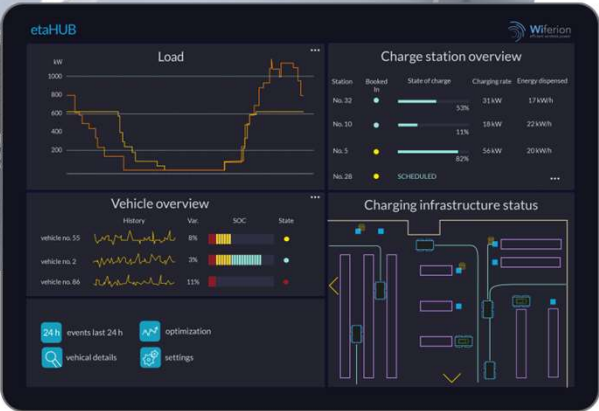 etaHUB
Wiferion
Load
kW
1000
800
600
400
200
Charge station overview
Station Booked In State of charge Charging rate Energy dispensed
No. 32 53% 31 kW 17 kW/h
No. 10 11% 18 kW 22 kW/h
No. 5 82% 56 kW 20 kW/h
No. 28 SCHEDULED
Vehicle overview
History Var. SOC State
vehicle no. 55 8%
vehicle no. 2 3%
vehicle no. 86 11%
Charging infrastructure status
24 h events last 24 h optimization
vehical details settings